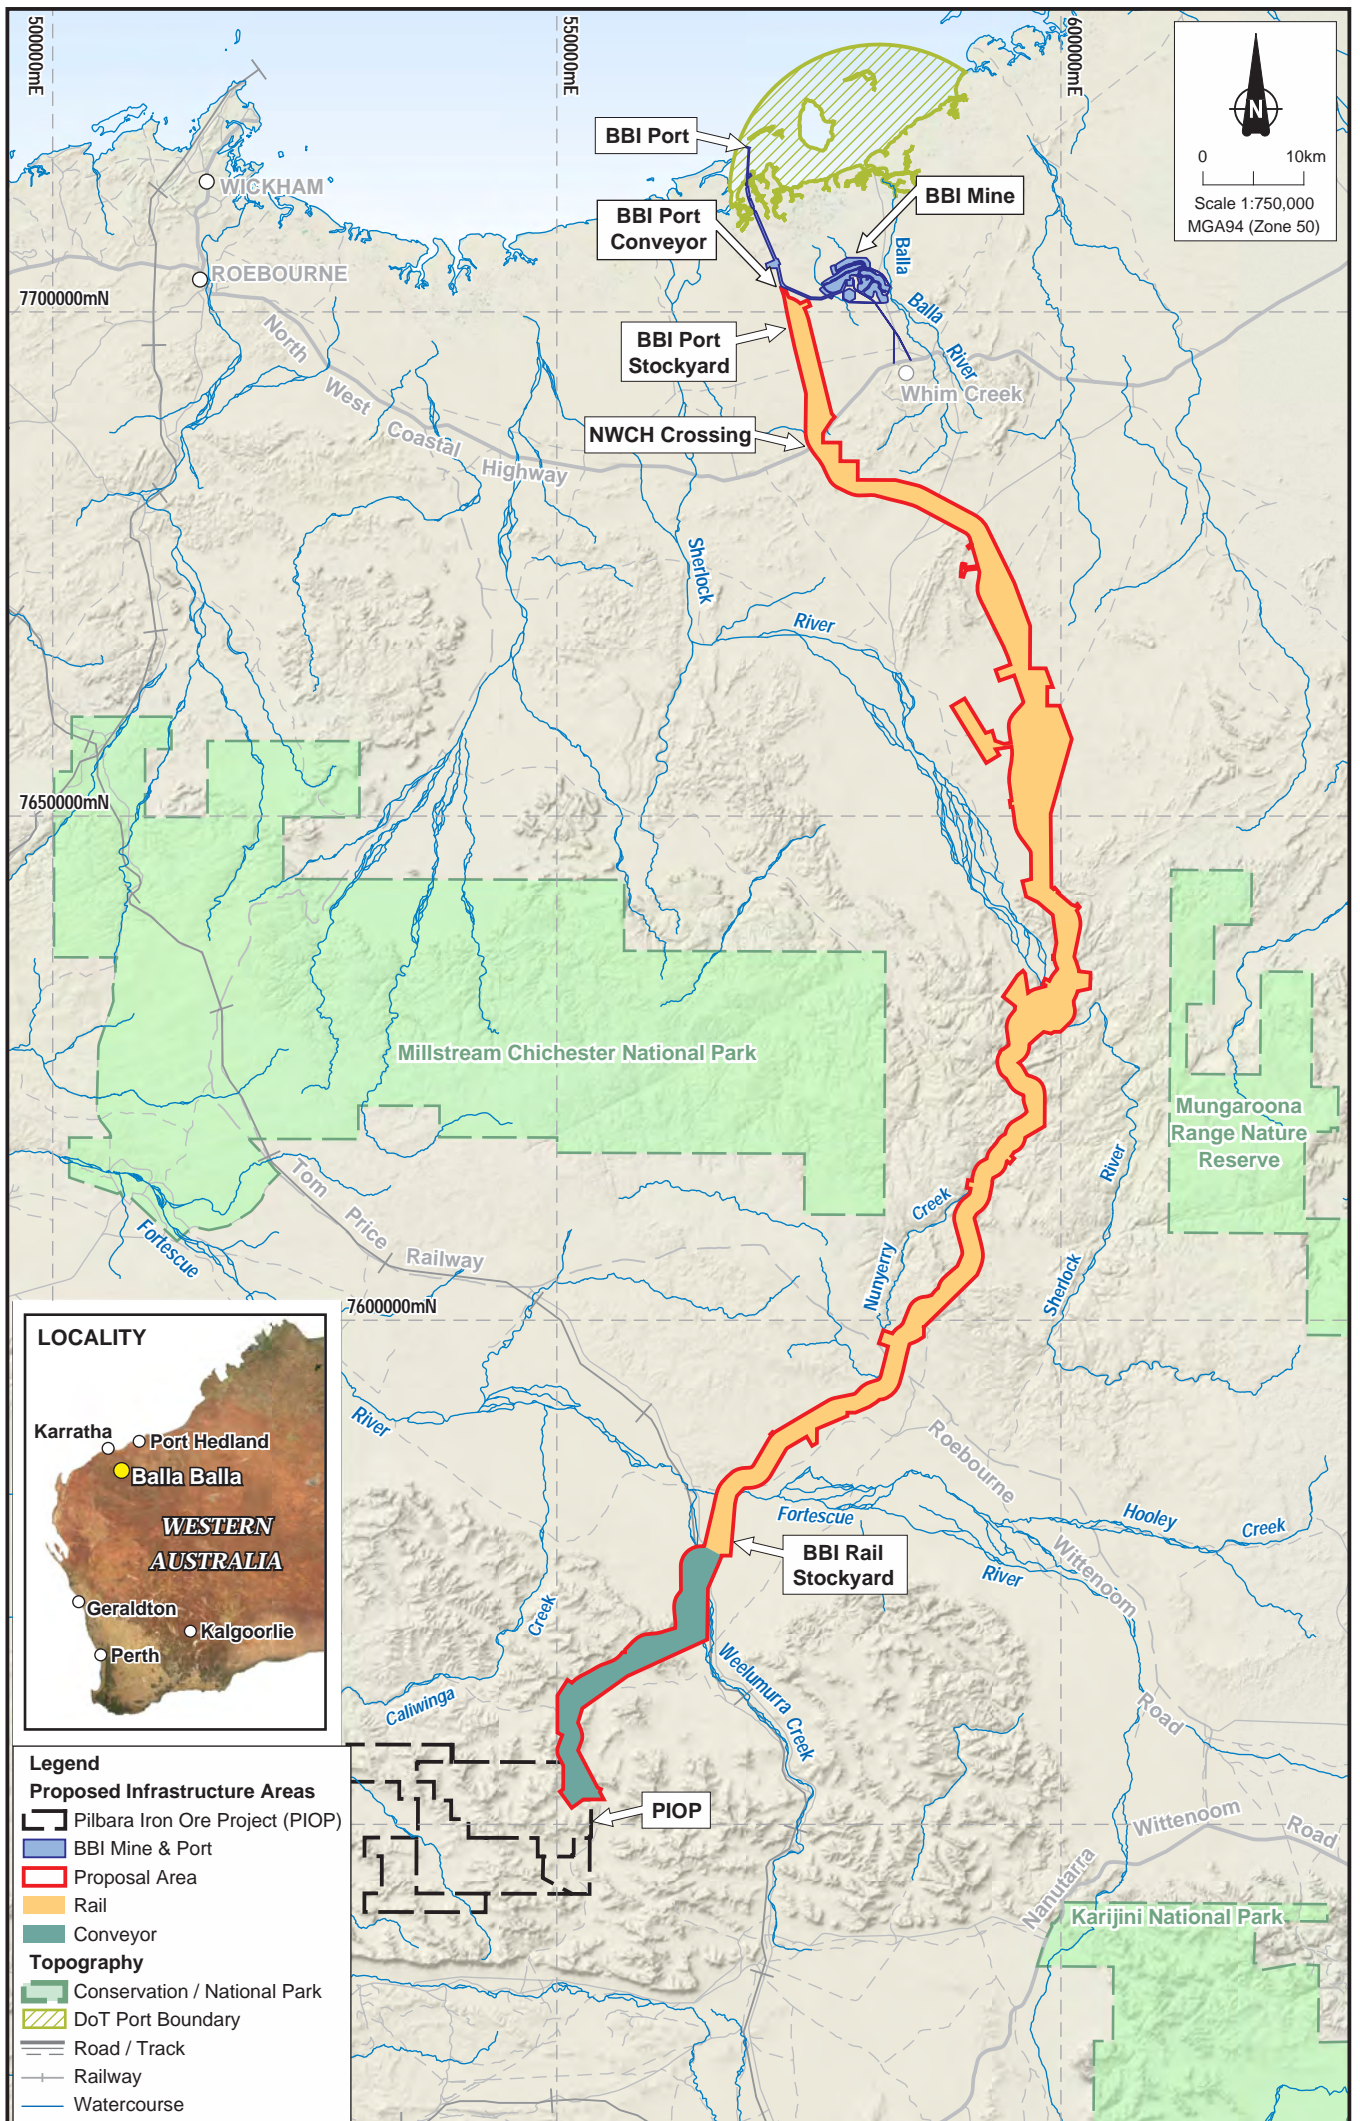 500000mE
550000mE
600000mE
N
0 10km
Scale 1:750,000
MGA94 (Zone 50)
BBI Port
WICKHAM
BBI Mine
BBI Port
Conveyor
Balla
ROEBOURNE
7700000mN
Balla
River
North
West
Coastal
Highway
BBI Port
Stockyard
Whim Creek
NWCH Crossing
Sherlock
River
7650000mN
Millstream Chichester National Park
Mungaroona
Range Nature
Reserve
River
Sherlock
Creek
Nunyerry
Tom
Price
Railway
Fortescue
7600000mN
LOCALITY
Karratha
Port Hedland
Balla Balla
WESTERN
AUSTRALIA
Geraldton
Kalgoorlie
Perth
River
Roebourne
Wittenoom
Road
Fortescue
River
Hooley
Creek
BBI Rail
Stockyard
Creek
Caliwinga
Weelumurra Creek
PIOP
Nanutarra
Wittenoom
Road
Karijini National Park
Legend
Proposed Infrastructure Areas
Pilbara Iron Ore Project (PIOP)
BBI Mine & Port
Proposal Area
Rail
Conveyor
Topography
Conservation / National Park
DoT Port Boundary
Road / Track
Railway
Watercourse